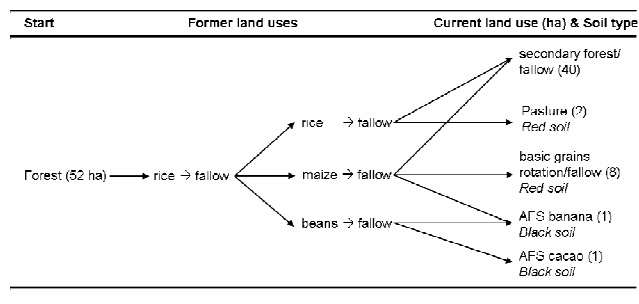 Start Former land uses Current land use (ha) & Soil type
secondary forest/
fallow (40)
rice → fallow Pasture (2)
Red soil
basic grains
Forest (52 ha) rice → fallow maize → fallow rotation/fallow (8)
Red soil
beans → fallow AFS banana (1)
Black soil
AFS cacao (1)
Black soil